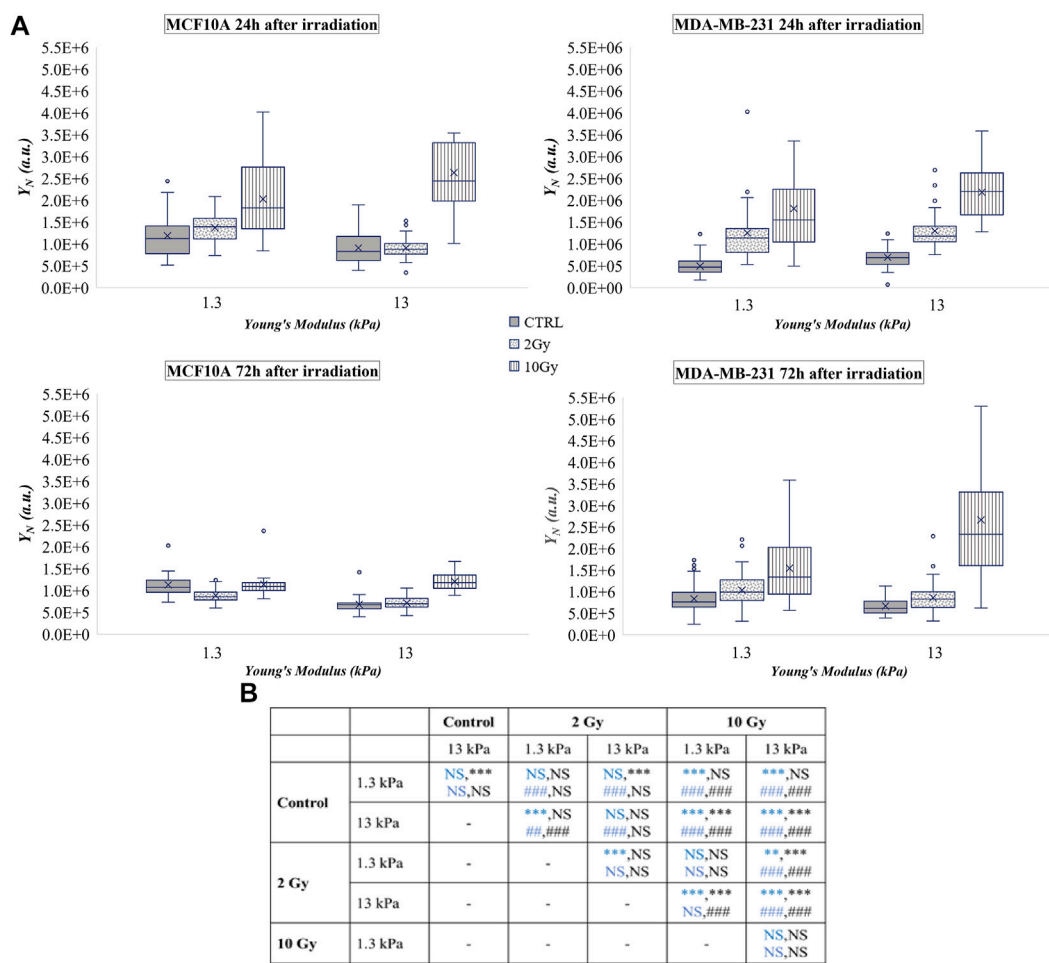 A
MCF10A 24h after irradiation
5.5E+6
5.0E+6
4.5E+6
4.0E+6
3.5E+6
3.0E+6
2.5E+6
2.0E+6
1.5E+6
1.0E+6
5.0E+5
0.0E+0
Y_N (a.u.)
1.3 13
Young's Modulus (kPa)
MDA-MB-231 24h after irradiation
5.5E+06
5.0E+6
4.5E+6
4.0E+6
3.5E+6
3.0E+6
2.5E+6
2.0E+6
1.5E+6
1.0E+6
5.0E+5
0.0E+0
Y_N (a.u.)
1.3 13
Young's Modulus (kPa)
CTRL
2Gy
10Gy
MCF10A 72h after irradiation
5.5E+6
5.0E+6
4.5E+6
4.0E+6
3.5E+6
3.0E+6
2.5E+6
2.0E+6
1.5E+6
1.0E+6
5.0E+5
0.0E+0
Y_N (a.u.)
1.3 13
Young's Modulus (kPa)
MDA-MB-231 72h after irradiation
5.5E+6
5.0E+6
4.5E+6
4.0E+6
3.5E+6
3.0E+6
2.5E+6
2.0E+6
1.5E+6
1.0E+6
5.0E+5
0.0E+0
Y_N (a.u.)
1.3 13
Young's Modulus (kPa)
B
Control 2 Gy 10 Gy
13 kPa 1.3 kPa 13 kPa 1.3 kPa 13 kPa
Control 1.3 kPa NS,*** NS,NS NS,*** ***,NS ***,NS
NS,NS ###,NS ###,NS ###,### ###,###
13 kPa - ***,NS NS,NS ***,*** ***,***
##,### ###,NS ###,### ###,###
2 Gy 1.3 kPa - - ***,NS NS,NS **,***
NS,NS NS,NS ###,###
13 kPa - - - ***,*** ***,***
NS,### ###,###
10 Gy 1.3 kPa - - - - NS,NS
NS,NS